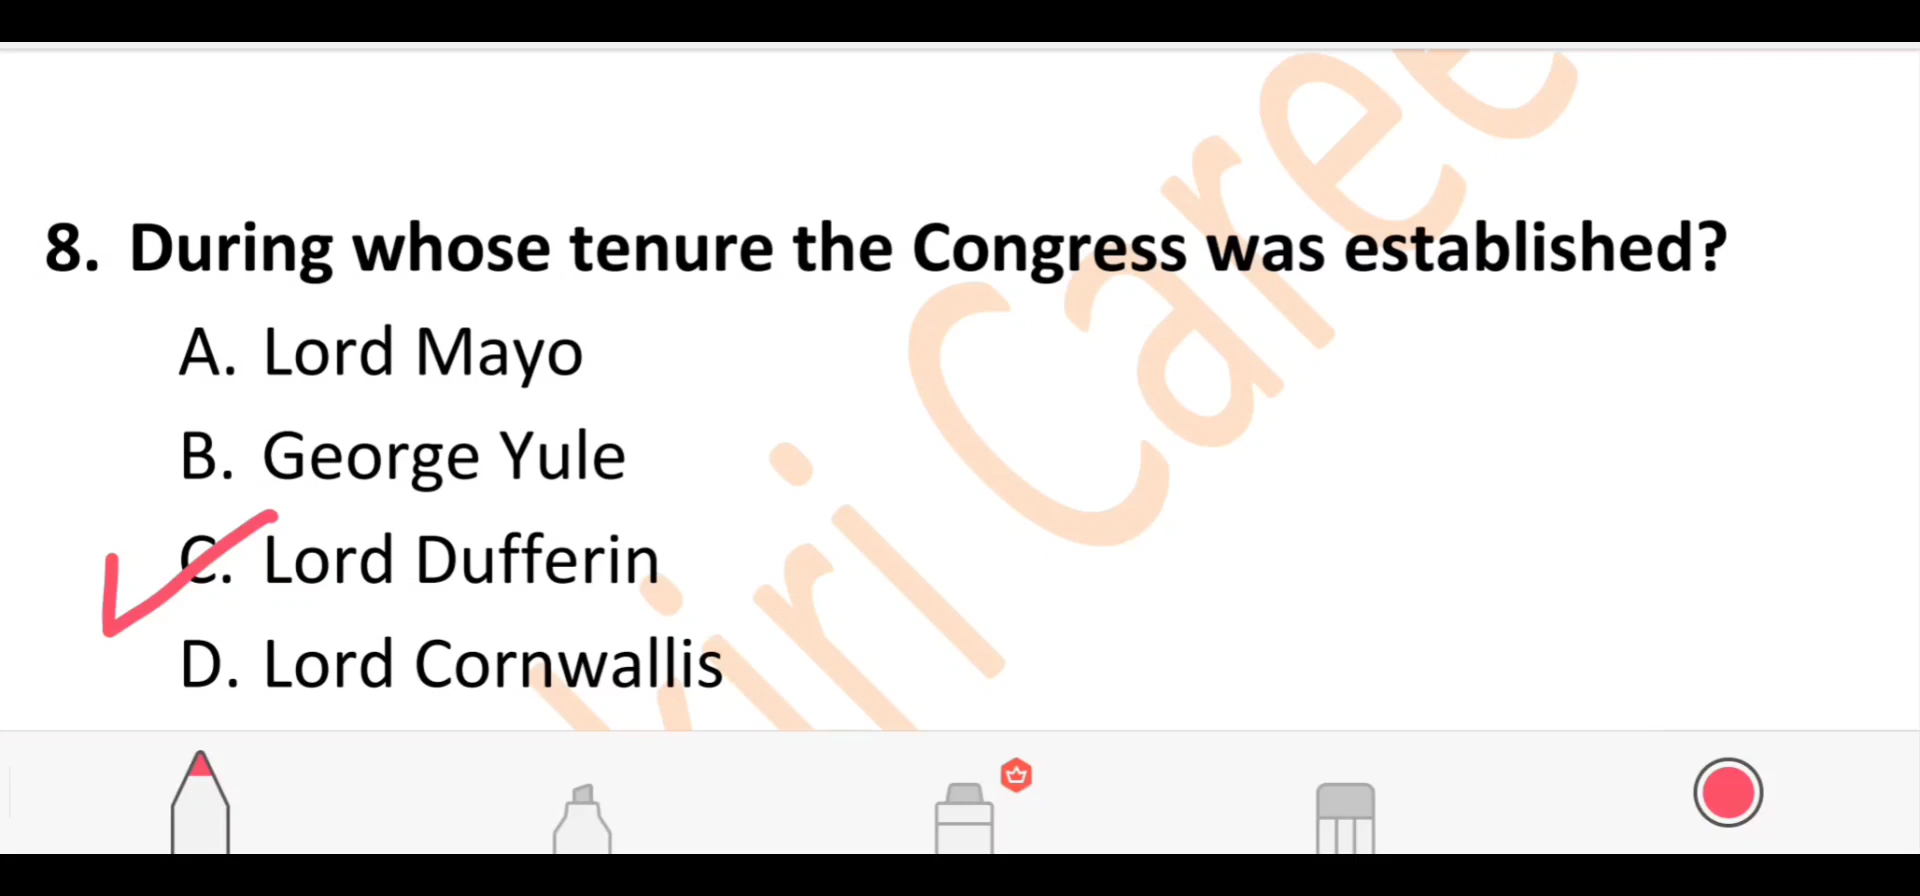 8. During whose tenure the Congress was established?
A. Lord Mayo
B. George Yule
C. Lord Dufferin
D. Lord Cornwallis